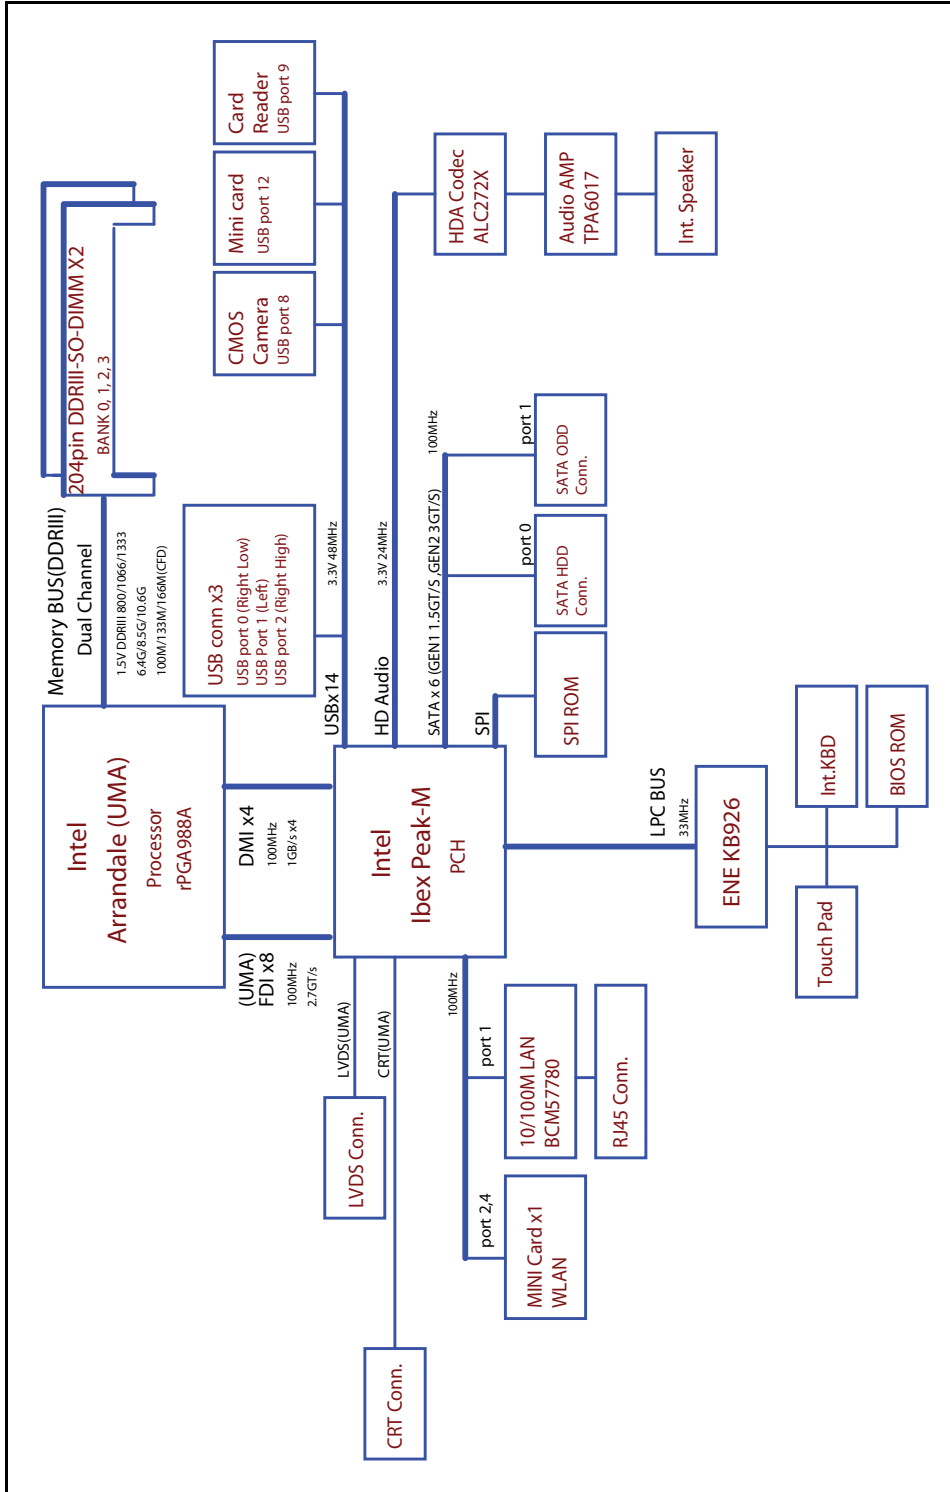 Intel
Arrandale (UMA)
Processor
rPGA988A
Memory BUS(DDRIII)
Dual Channel
1.5V DDRIII 800/1066/1333
6.4G/8.5G/10.6G
100M/133M/166M(CFD)
204pin DDRIII-SO-DIMM X2
BANK 0, 1, 2, 3
(UMA)
FDI x8
100MHz
2.7GT/s
DMI x4
100MHz
1GB/s x4
USB conn x3
USB port 0 (Right Low)
USB Port 1 (Left)
USB port 2 (Right High)
CMOS
Camera
USB port 8
Mini card
USB port 12
Card
Reader
USB port 9
USBx14
3.3V 48MHz
LVDS(UMA)
LVDS Conn.
CRT(UMA)
CRT Conn.
Intel
Ibex Peak-M
PCH
HD Audio
3.3V 24MHz
HDA Codec
ALC272X
Audio AMP
TPA6017
Int. Speaker
SATA x 6 (GEN1 1.5GT/S ,GEN2 3GT/S)
100MHz
port 0
SATA HDD
Conn.
port 1
SATA ODD
Conn.
SPI
SPI ROM
100MHz
port 2,4
MINI Card x1
WLAN
port 1
10/100M LAN
BCM57780
RJ45 Conn.
LPC BUS
33MHz
ENE KB926
Touch Pad
Int.KBD
BIOS ROM